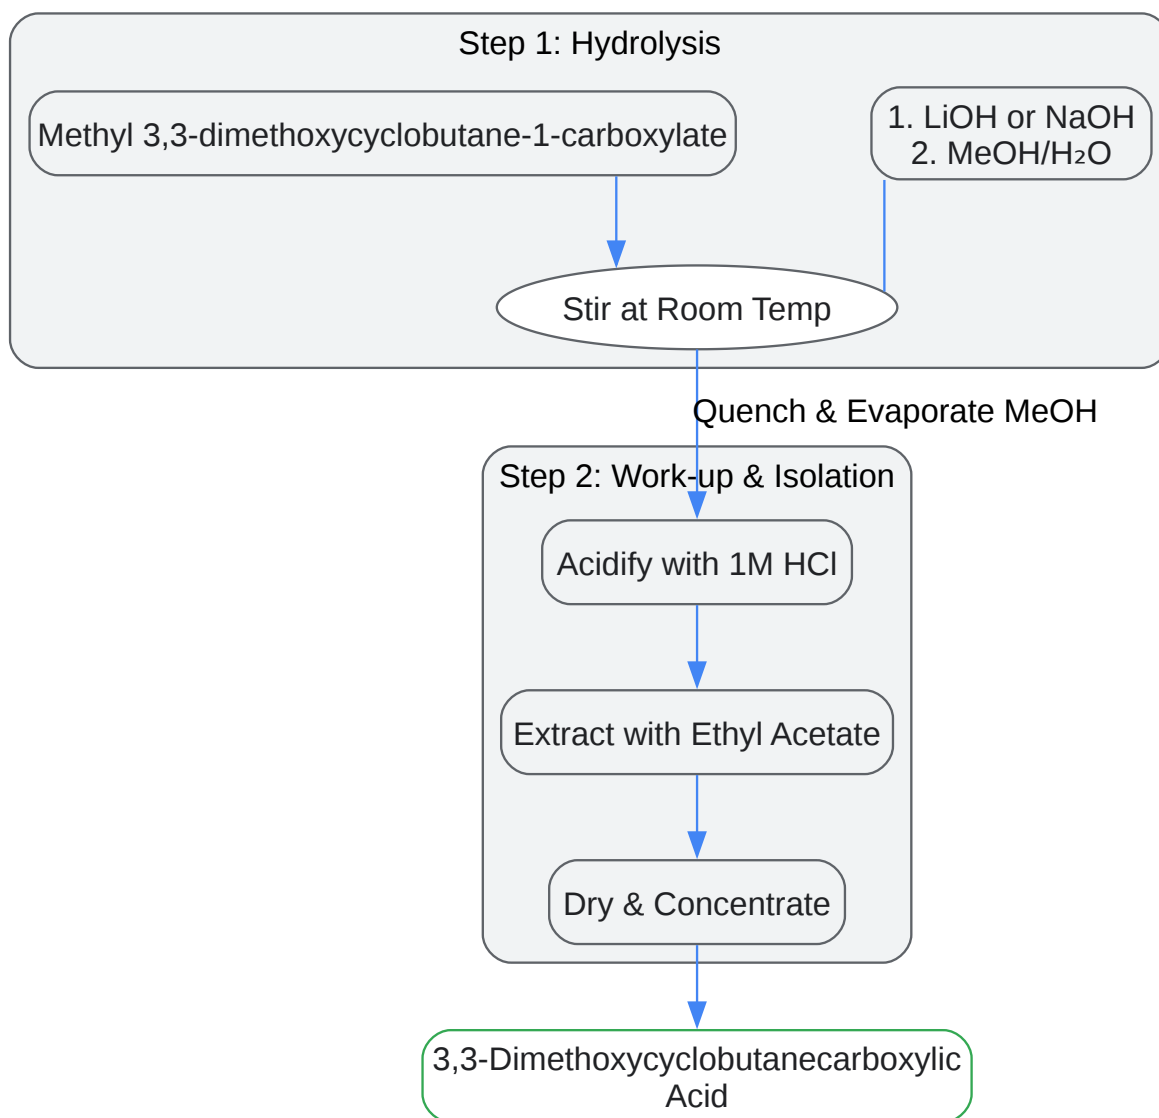 Step 1: Hydrolysis
Methyl 3,3-dimethoxycyclobutane-1-carboxylate
1. LiOH or NaOH
2. MeOH/H₂O
Stir at Room Temp
Quench & Evaporate MeOH
Step 2: Work-up & Isolation
Acidify with 1M HCl
Extract with Ethyl Acetate
Dry & Concentrate
3,3-Dimethoxycyclobutanecarboxylic
Acid